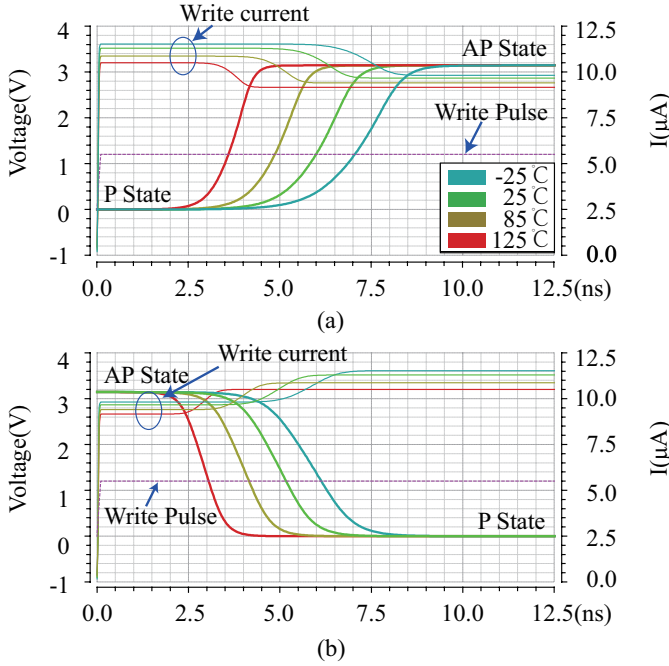 Write current
4
3
2
1
0
-1
Voltage(V)
AP State
Write Pulse
P State
-25℃
25℃
85℃
125℃
12.5
10.0
7.5
5.0
2.5
0.0
I(μA)
0.0 2.5 5.0 7.5 10.0 12.5(ns)
(a)
Write current
4
3
2
1
0
-1
Voltage(V)
AP State
Write Pulse
P State
12.5
10.0
7.5
5.0
2.5
0.0
I(μA)
0.0 2.5 5.0 7.5 10.0 12.5(ns)
(b)